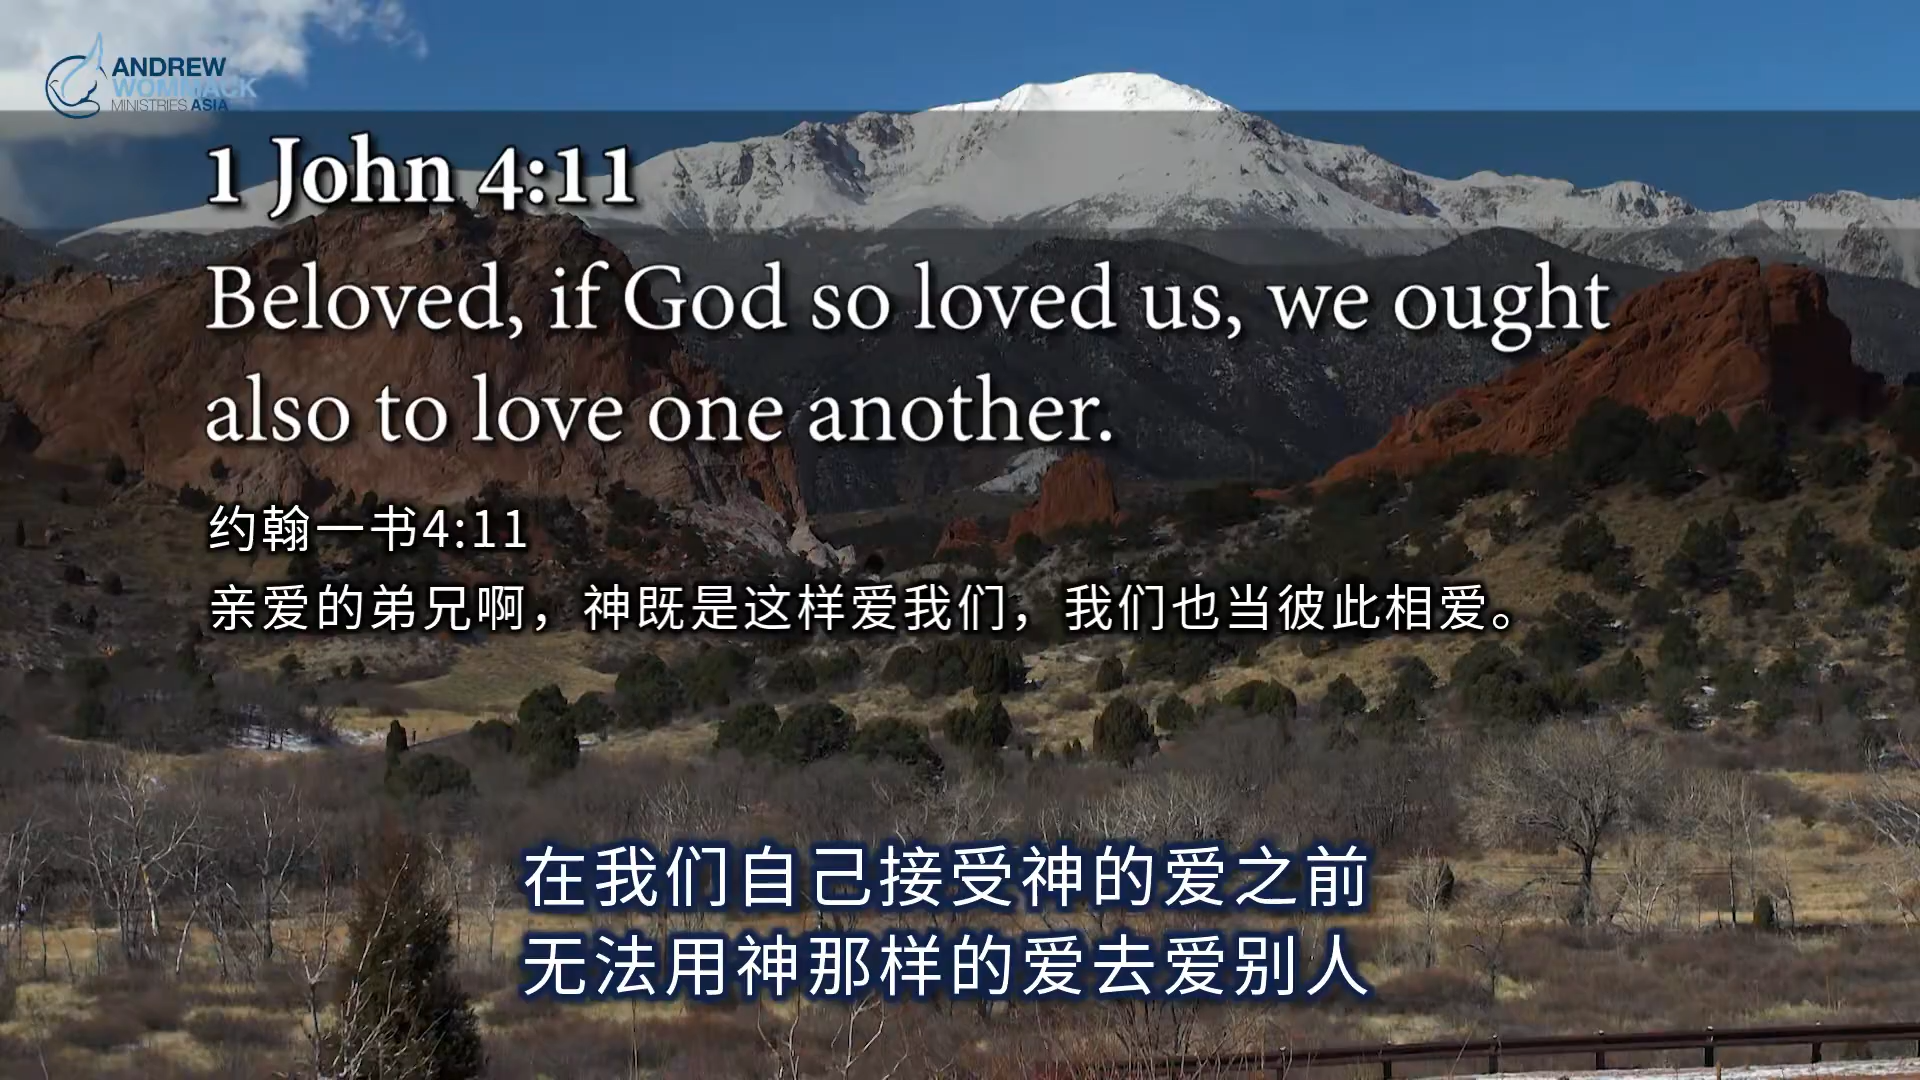 ANDREW
WOMMACK
MINISTRIES ASIA
1 John 4:11
Beloved, if God so loved us, we ought
also to love one another.
约翰一书4:11
亲爱的弟兄啊，神既是这样爱我们，我们也当彼此相爱。
在我们自己接受神的爱之前
无法用神那样的爱去爱别人